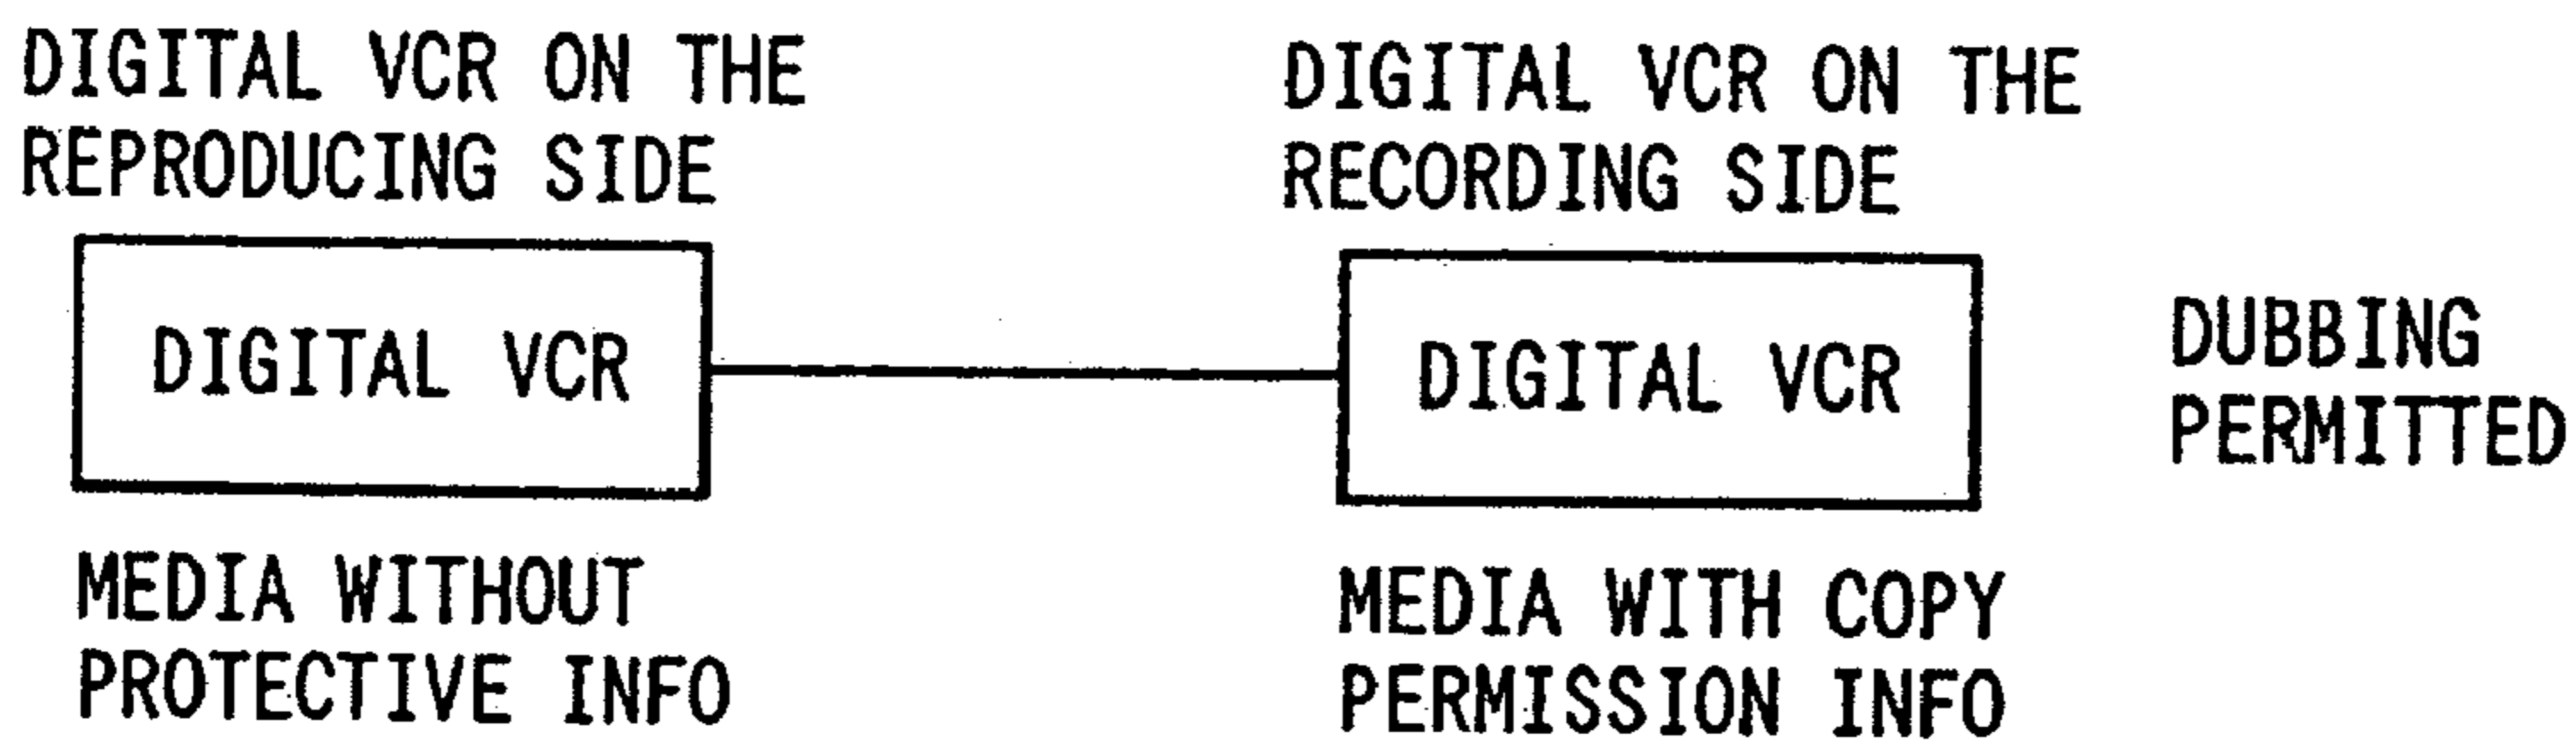 DIGITAL VCR ON THE
REPRODUCING SIDE
DIGITAL VCR
MEDIA WITHOUT
PROTECTIVE INFO
DIGITAL VCR ON THE
RECORDING SIDE
DIGITAL VCR
MEDIA WITH COPY
PERMISSION INFO
DUBBING
PERMITTED